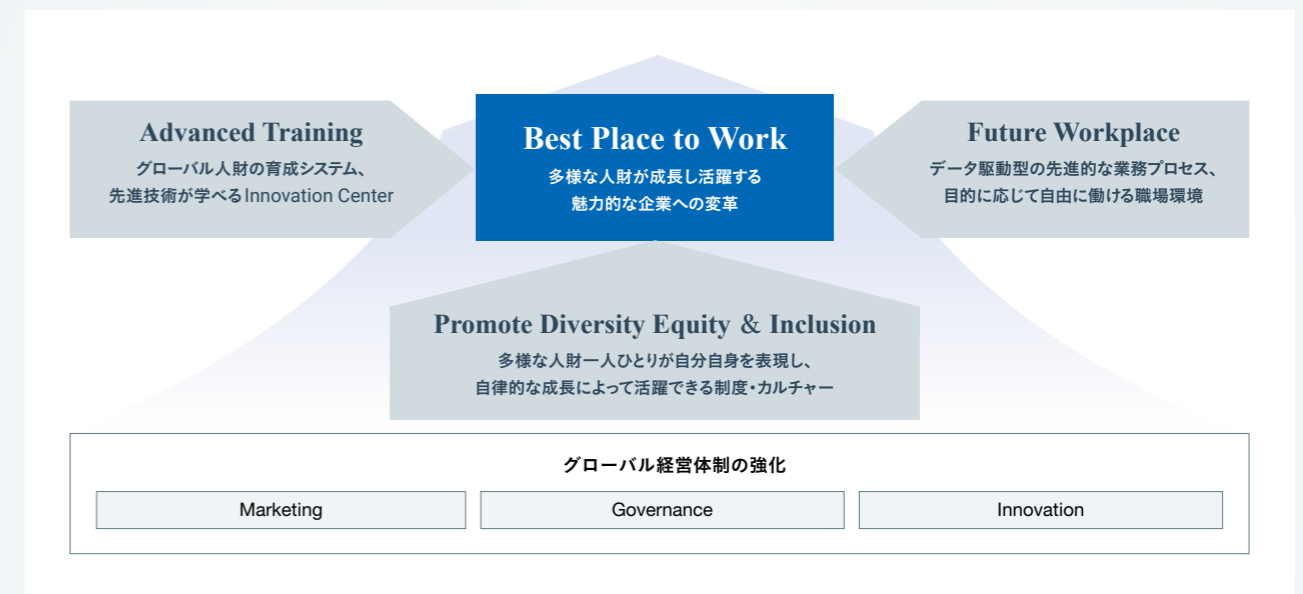 Advanced Training
グローバル人財の育成システム、
先進技術が学べるInnovation Center
Best Place to Work
多様な人財が成長し活躍する
魅力的な企業への変革
Future Workplace
データ駆動型の先進的な業務プロセス、
目的に応じて自由に働ける職場環境
Promote Diversity Equity & Inclusion
多様な人財一人ひとりが自分自身を表現し、
自律的な成長によって活躍できる制度・カルチャー
グローバル経営体制の強化
Marketing
Governance
Innovation